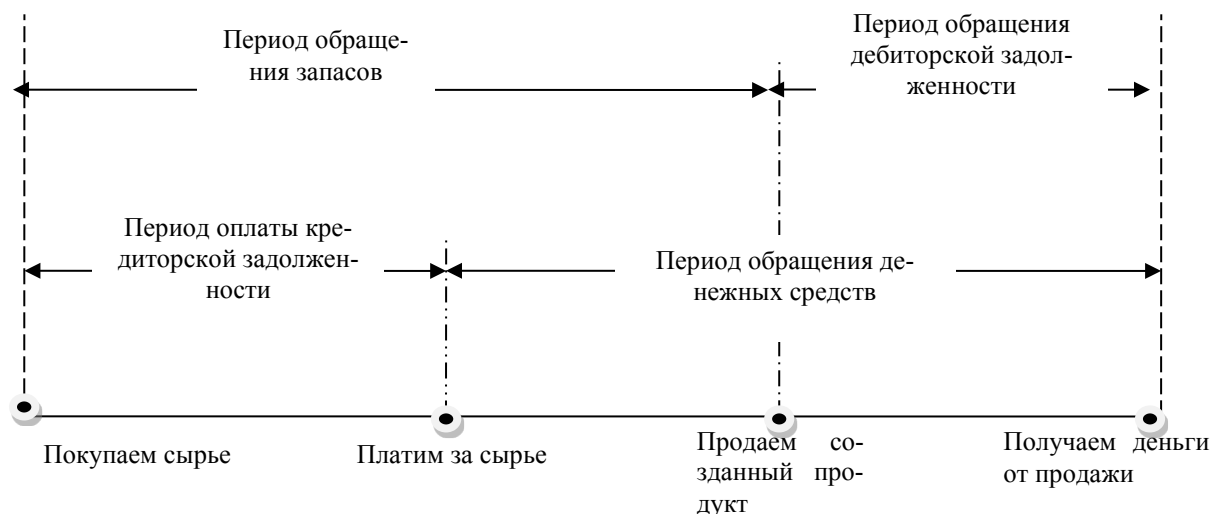 Период обраще-
ния запасов
Период обращения
дебиторской задол-
женности
Период оплаты кре-
диторской задолжен-
ности
Период обращения де-
нежных средств
Покупаем сырье
Платим за сырье
Продаем со-
зданный про-
дукт
Получаем деньги
от продажи